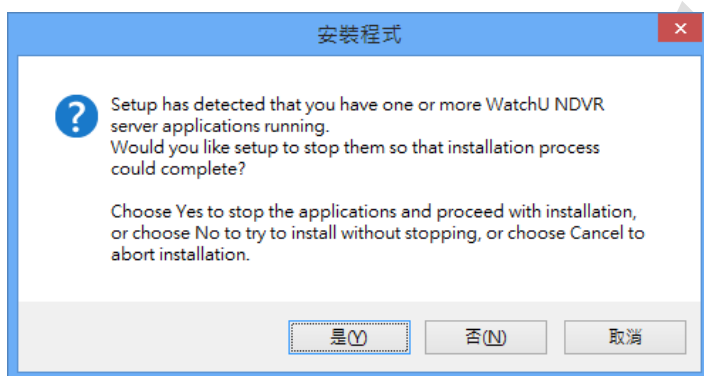 安裝程式
Setup has detected that you have one or more WatchU NDVR
server applications running.
Would you like setup to stop them so that installation process
could complete?
Choose Yes to stop the applications and proceed with installation,
or choose No to try to install without stopping, or choose Cancel to
abort installation.
是(Y) 否(N) 取消